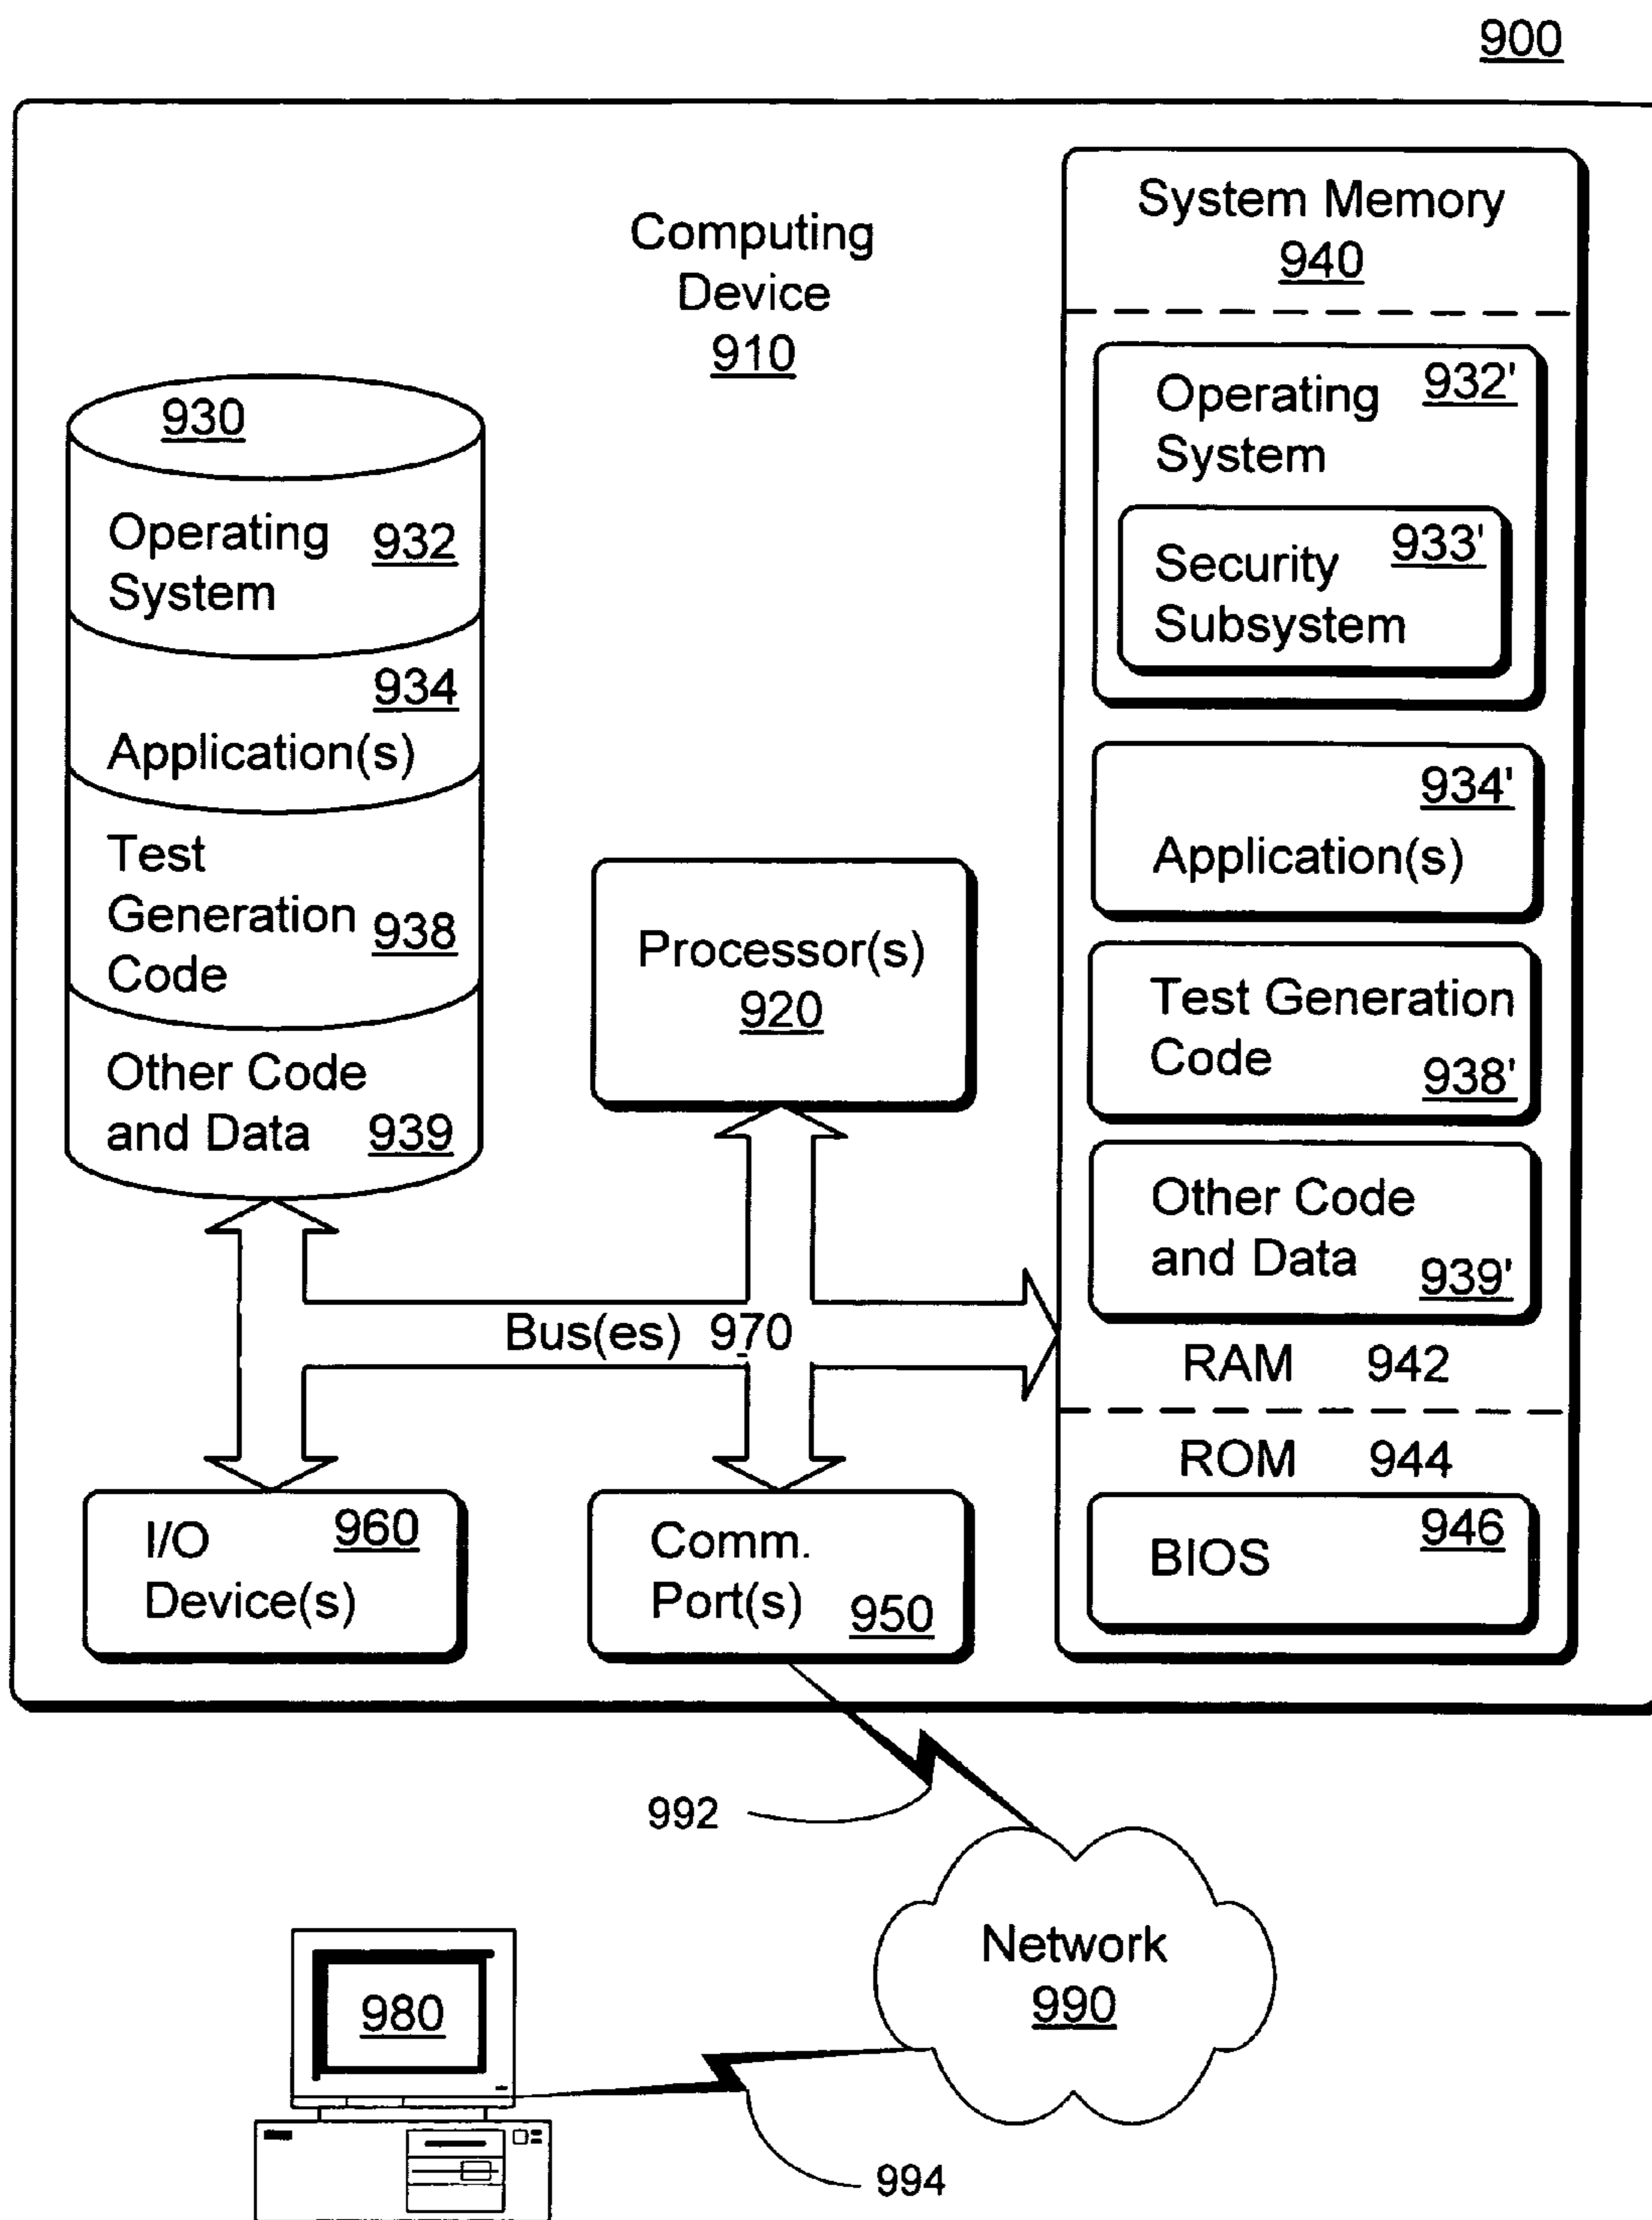 900
Computing
Device
910
930
Operating
System
932
934
Application(s)
Test
Generation
Code
938
Other Code
and Data
939
Processor(s)
920
System Memory
940
Operating
System
932'
Security
Subsystem
933'
934'
Application(s)
Test Generation
Code
938'
Other Code
and Data
939'
RAM 942
ROM 944
BIOS
946
Bus(es) 970
I/O
Device(s)
960
Comm.
Port(s)
950
992
Network
990
980
994